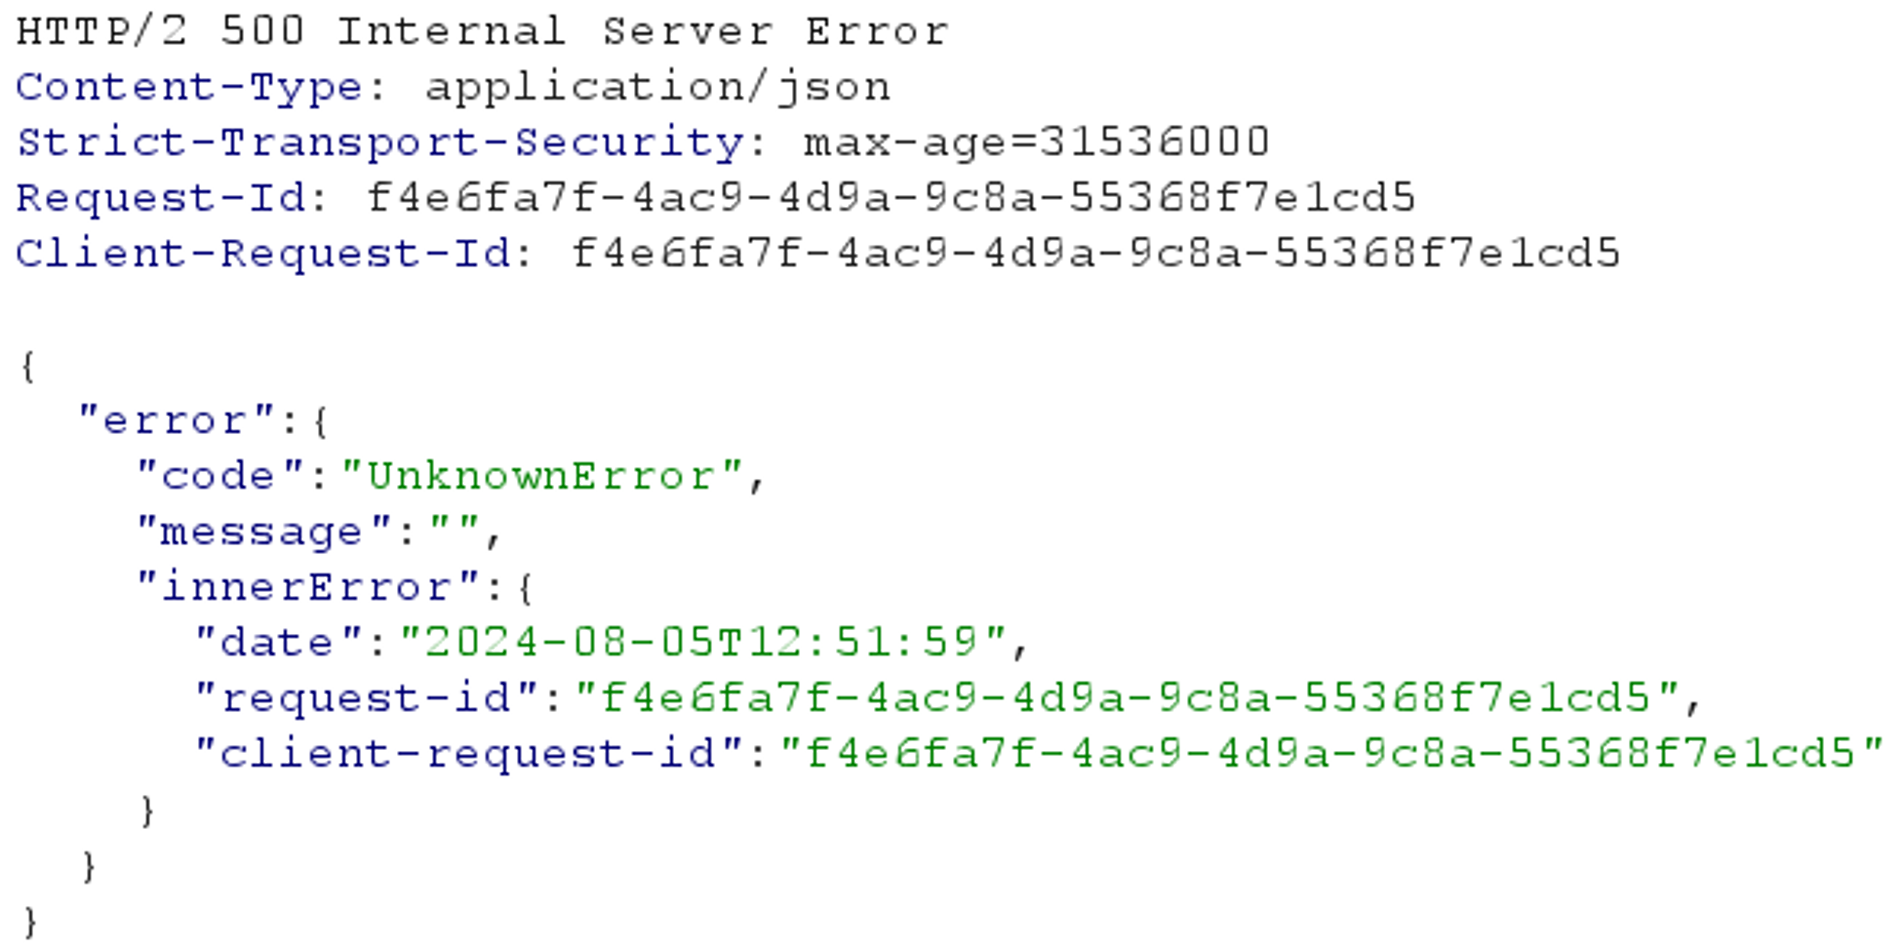 HTTP/2 500 Internal Server Error
Content-Type: application/json
Strict-Transport-Security: max-age=31536000
Request-Id: f4e6fa7f-4ac9-4d9a-9c8a-55368f7e1cd5
Client-Request-Id: f4e6fa7f-4ac9-4d9a-9c8a-55368f7e1cd5

{
  "error":{
    "code":"UnknownError",
    "message":"",
    "innerError":{
      "date":"2024-08-05T12:51:59",
      "request-id":"f4e6fa7f-4ac9-4d9a-9c8a-55368f7e1cd5",
      "client-request-id":"f4e6fa7f-4ac9-4d9a-9c8a-55368f7e1cd5"
    }
  }
}